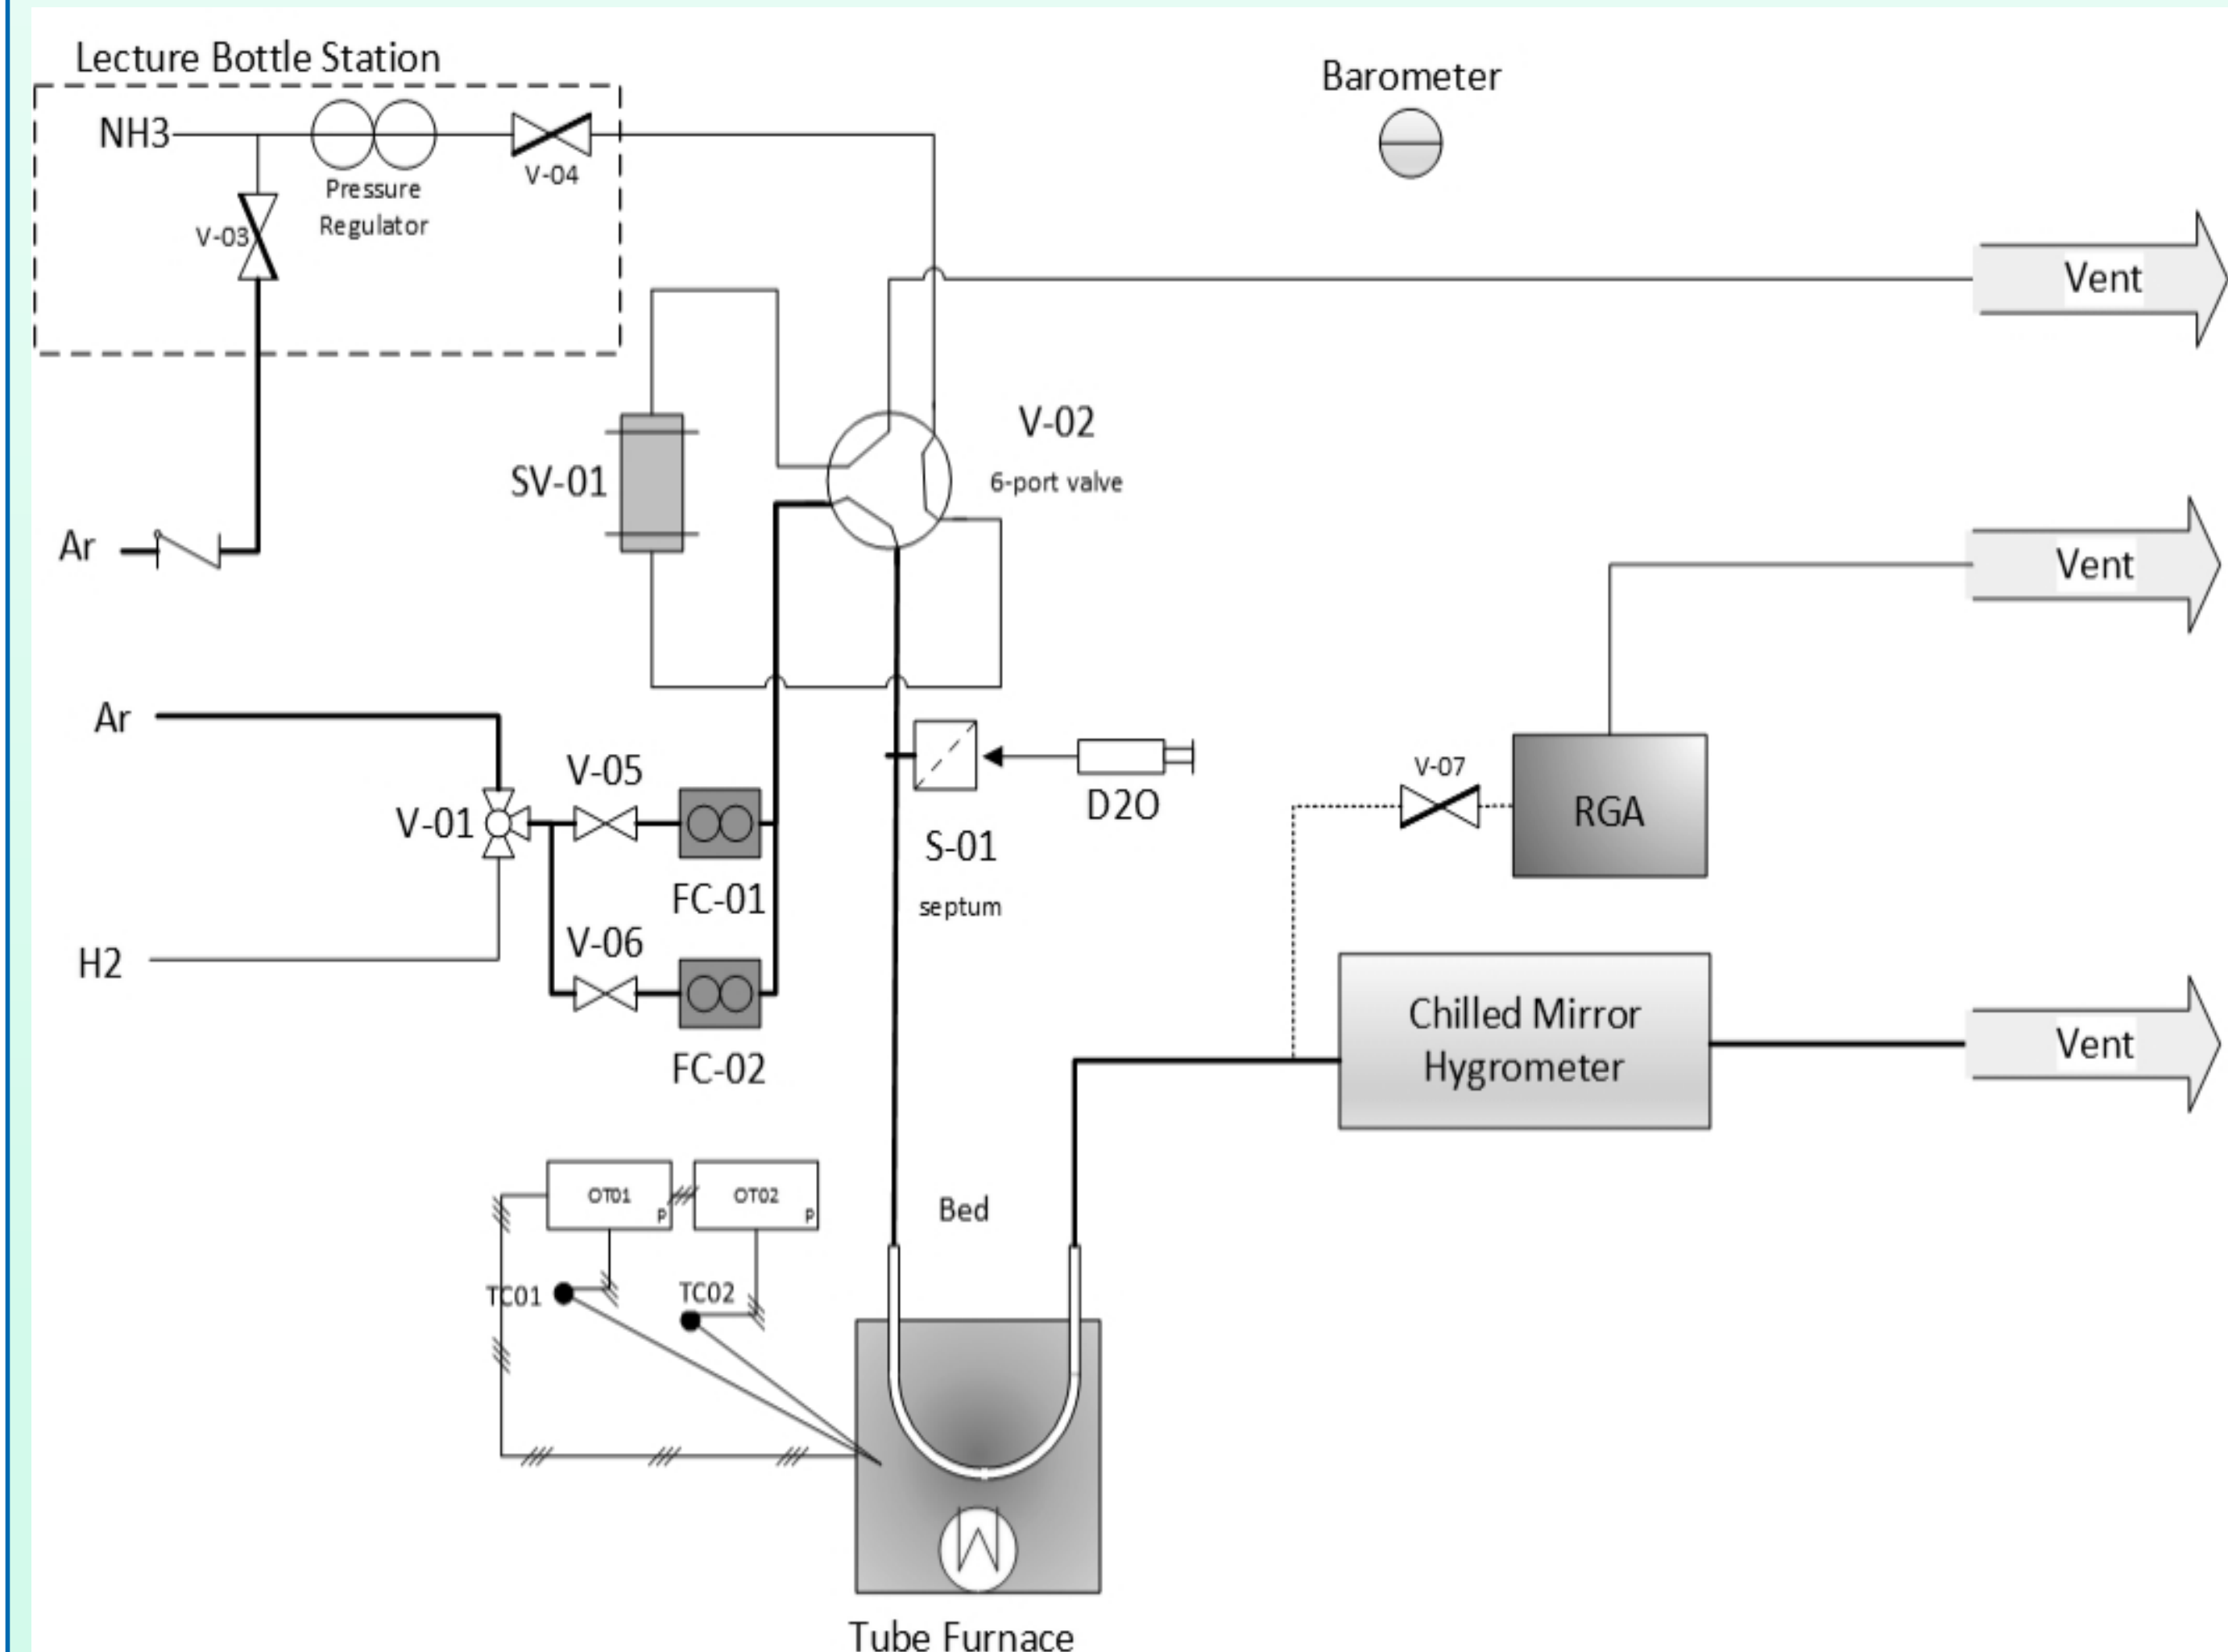 Lecture Bottle Station
Barometer
NH3
V-04
Pressure
Regulator
V-03
Vent
V-02
6-port valve
SV-01
Ar
Vent
Ar
V-05
V-07
V-01
D2O
RGA
S-01
FC-01
septum
V-06
H2
Chilled Mirror
Hygrometer
Vent
FC-02
OT01
p
OT02
p
Bed
TC01
TC02
Tube Furnace